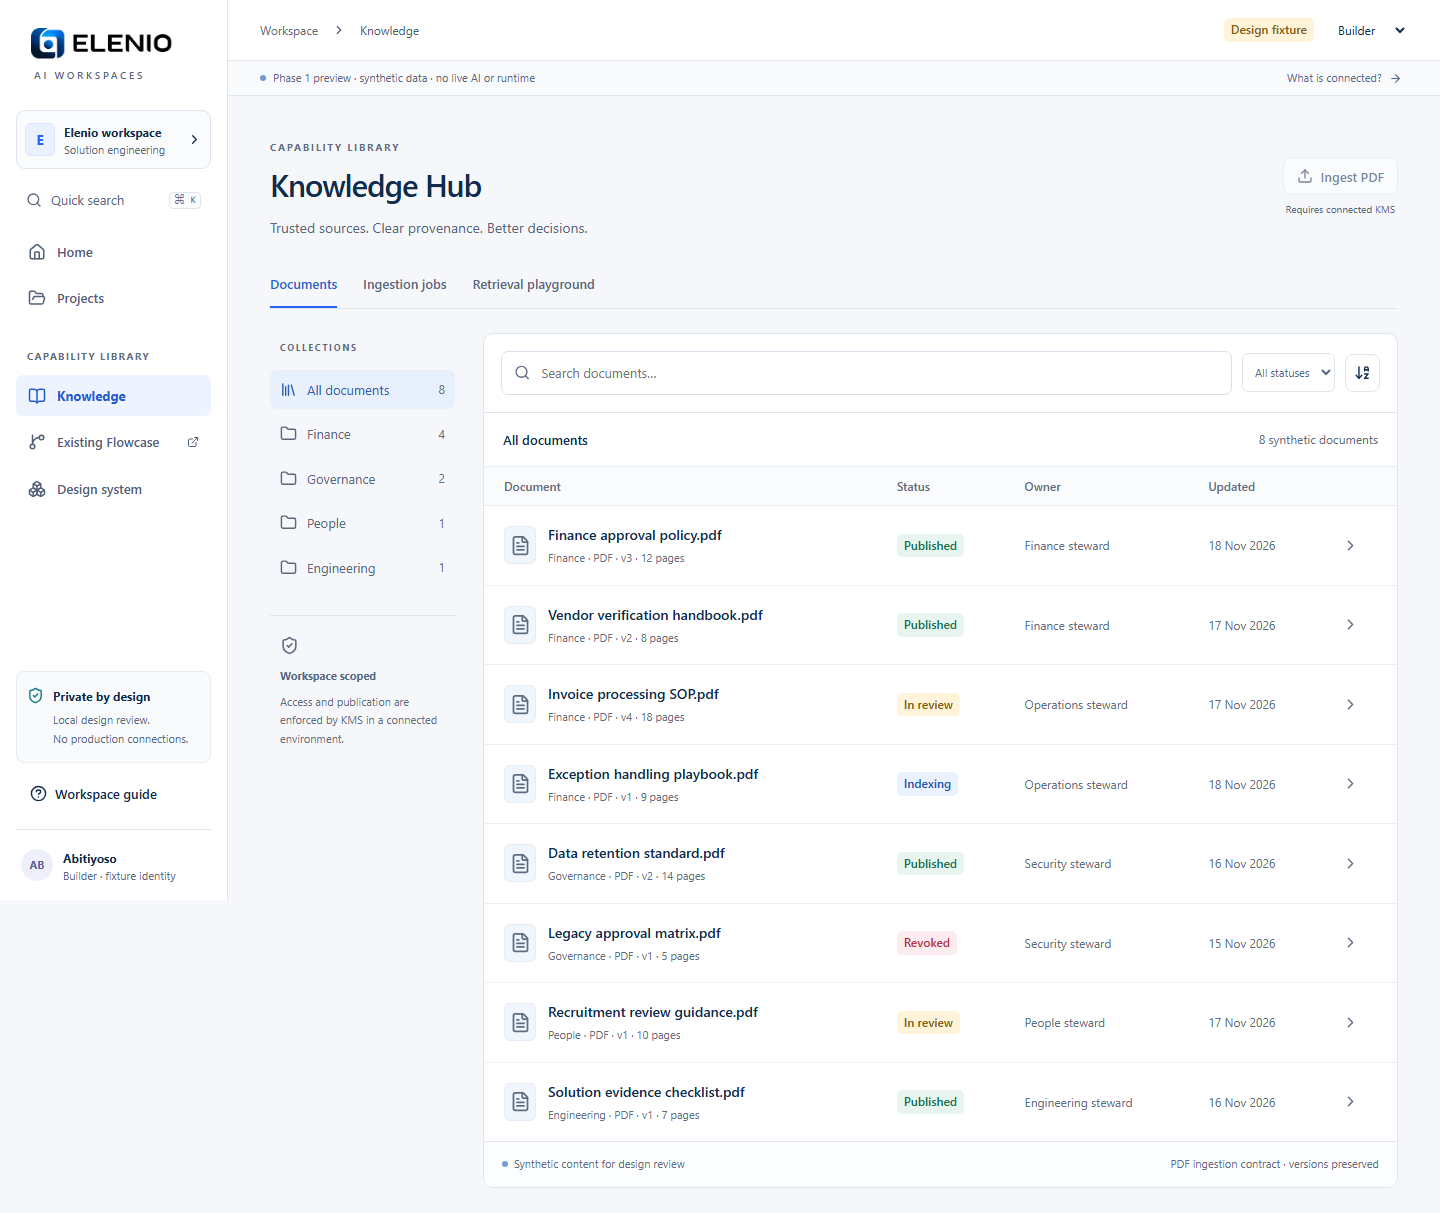 ELENIO
AI WORKSPACES
E
Elenio workspace
Solution engineering
Quick search
⌘ K
Home
Projects
CAPABILITY LIBRARY
Knowledge
Existing Flowcase
Design system
Private by design
Local design review.
No production connections.
Workspace guide
AB
Abitiyoso
Builder · fixture identity
Workspace
Knowledge
Design fixture
Builder
Phase 1 preview · synthetic data · no live AI or runtime
What is connected?
CAPABILITY LIBRARY
Knowledge Hub
Trusted sources. Clear provenance. Better decisions.
Ingest PDF
Requires connected KMS
Documents
Ingestion jobs
Retrieval playground
COLLECTIONS
All documents 8
Finance 4
Governance 2
People 1
Engineering 1
Workspace scoped
Access and publication are
enforced by KMS in a connected
environment.
Search documents...
All statuses
All documents
8 synthetic documents
Document Status Owner Updated
Finance approval policy.pdf
Finance · PDF · v3 · 12 pages
Published
Finance steward
18 Nov 2026
Vendor verification handbook.pdf
Finance · PDF · v2 · 8 pages
Published
Finance steward
17 Nov 2026
Invoice processing SOP.pdf
Finance · PDF · v4 · 18 pages
In review
Operations steward
17 Nov 2026
Exception handling playbook.pdf
Finance · PDF · v1 · 9 pages
Indexing
Operations steward
18 Nov 2026
Data retention standard.pdf
Governance · PDF · v2 · 14 pages
Published
Security steward
16 Nov 2026
Legacy approval matrix.pdf
Governance · PDF · v1 · 5 pages
Revoked
Security steward
15 Nov 2026
Recruitment review guidance.pdf
People · PDF · v1 · 10 pages
In review
People steward
17 Nov 2026
Solution evidence checklist.pdf
Engineering · PDF · v1 · 7 pages
Published
Engineering steward
16 Nov 2026
Synthetic content for design review
PDF ingestion contract · versions preserved